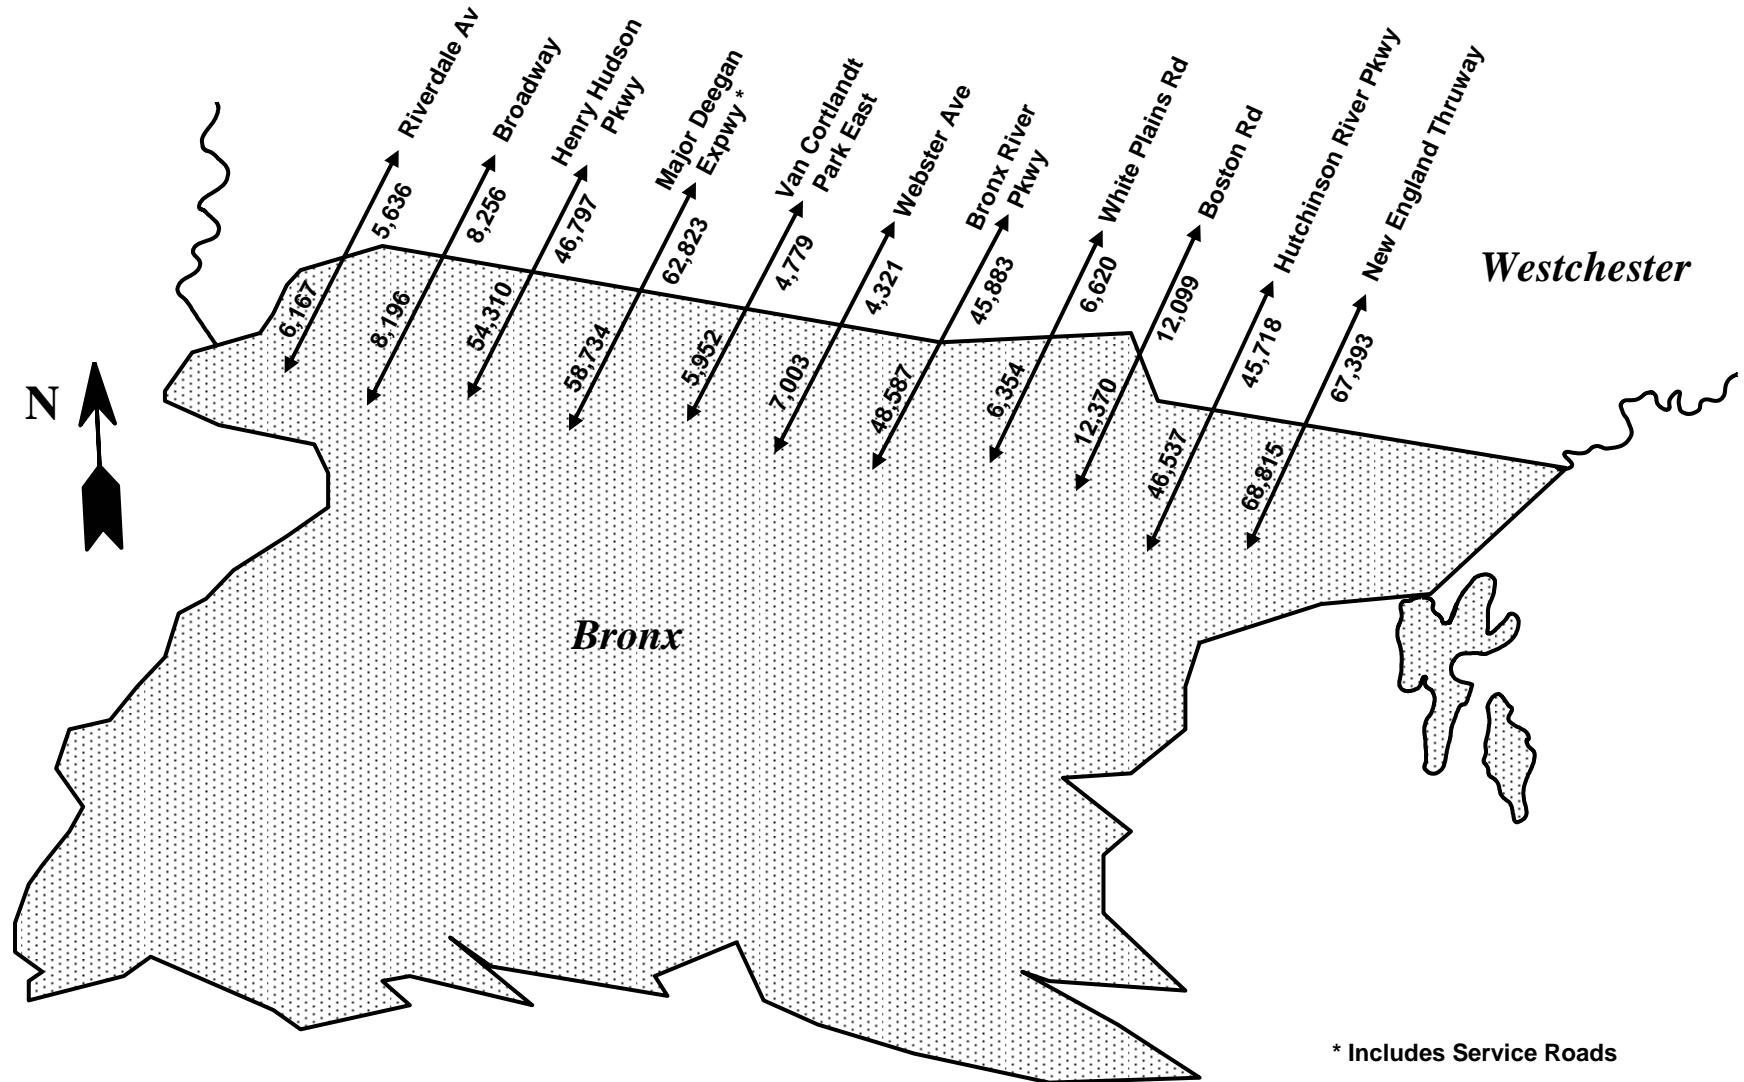 Riverdale Av
5,636
6,167
Broadway
8,256
8,196
Henry Hudson
Pkwy
46,797
54,310
Major Deegan
Expwy *
62,823
58,734
Van Cortlandt
Park East
4,779
5,952
Webster Ave
4,321
7,003
Bronx River
Pkwy
45,883
48,587
White Plains Rd
6,620
6,354
Boston Rd
12,099
12,370
Hutchinson River Pkwy
45,718
46,537
New England Thruway
67,393
68,815
Westchester
N
Bronx
* Includes Service Roads